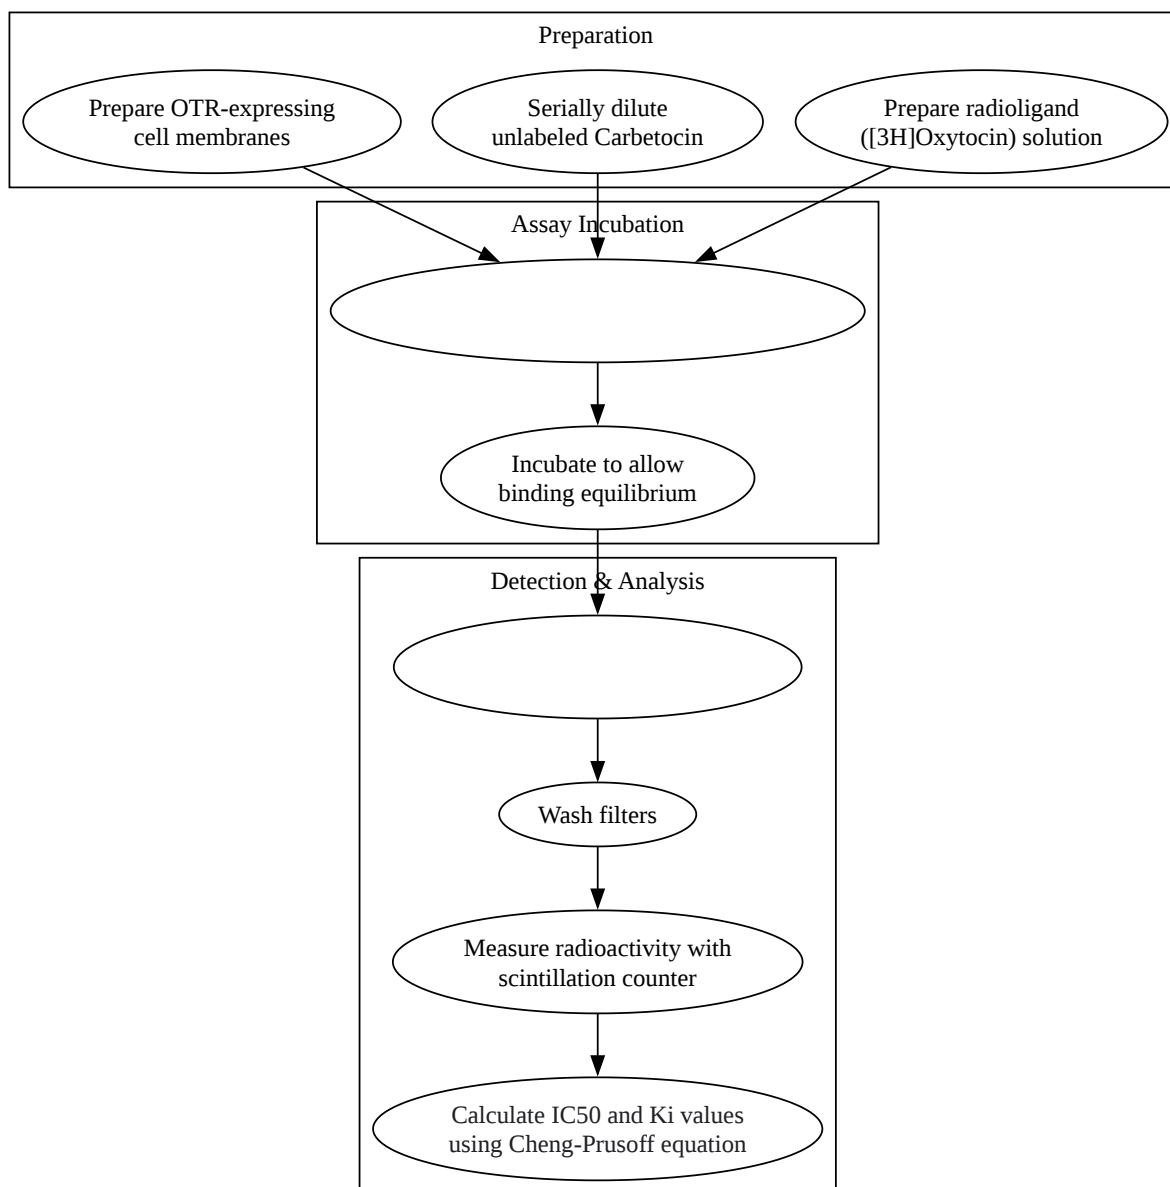 Preparation
Prepare OTR-expressing
cell membranes
Serially dilute
unlabeled Carbetocin
Prepare radioligand
([3H]Oxytocin) solution
Assay Incubation
Incubate to allow
binding equilibrium
Detection & Analysis
Wash filters
Measure radioactivity with
scintillation counter
Calculate IC50 and Ki values
using Cheng-Prusoff equation